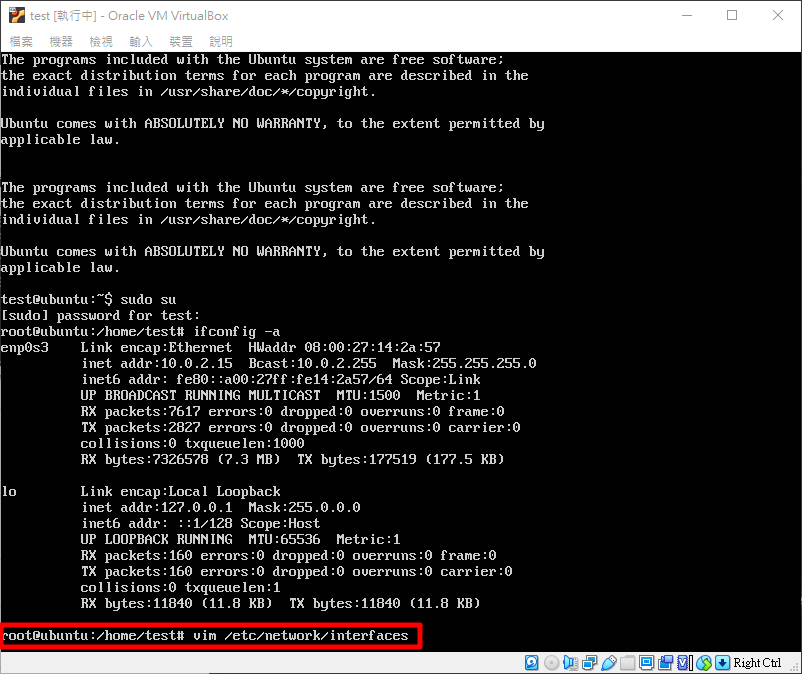 test [執行中] - Oracle VM VirtualBox
檔案 機器 檢視 輸入 裝置 說明
The programs included with the Ubuntu system are free software;
the exact distribution terms for each program are described in the
individual files in /usr/share/doc/*/copyright.
Ubuntu comes with ABSOLUTELY NO WARRANTY, to the extent permitted by
applicable law.
The programs included with the Ubuntu system are free software;
the exact distribution terms for each program are described in the
individual files in /usr/share/doc/*/copyright.
Ubuntu comes with ABSOLUTELY NO WARRANTY, to the extent permitted by
applicable law.
test@ubuntu:~$ sudo su
[sudo] password for test:
root@ubuntu:/home/test# ifconfig -a
enp0s3    Link encap:Ethernet  HWaddr 08:00:27:14:2a:57
          inet addr:10.0.2.15  Bcast:10.0.2.255  Mask:255.255.255.0
          inet6 addr: fe80::a00:27ff:fe14:2a57/64 Scope:Link
          UP BROADCAST RUNNING MULTICAST  MTU:1500  Metric:1
          RX packets:7617 errors:0 dropped:0 overruns:0 frame:0
          TX packets:2827 errors:0 dropped:0 overruns:0 carrier:0
          collisions:0 txqueuelen:1000
          RX bytes:7326578 (7.3 MB)  TX bytes:177519 (177.5 KB)
lo        Link encap:Local Loopback
          inet addr:127.0.0.1  Mask:255.0.0.0
          inet6 addr: ::1/128 Scope:Host
          UP LOOPBACK RUNNING  MTU:65536  Metric:1
          RX packets:160 errors:0 dropped:0 overruns:0 frame:0
          TX packets:160 errors:0 dropped:0 overruns:0 carrier:0
          collisions:0 txqueuelen:1
          RX bytes:11840 (11.8 KB)  TX bytes:11840 (11.8 KB)
root@ubuntu:/home/test# vim /etc/network/interfaces
Right Ctrl